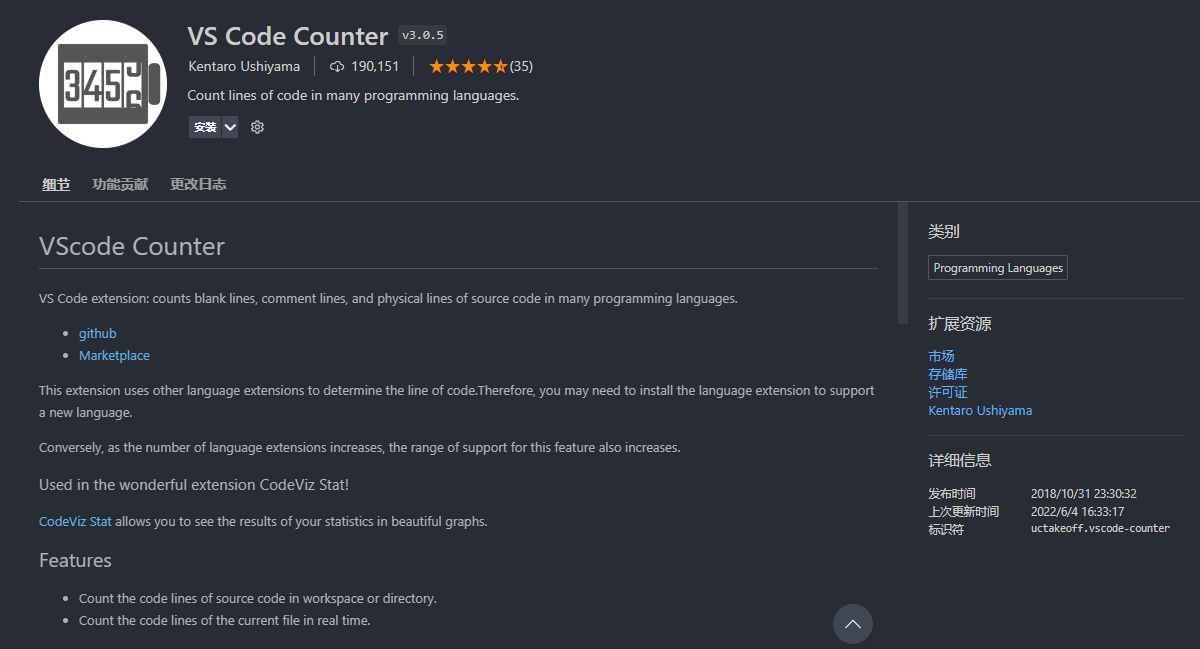 345
VS Code Counter v3.0.5
Kentaro Ushiyama 190,151 (35)
Count lines of code in many programming languages.
安装
细节 功能贡献 更改日志
VScode Counter
VS Code extension: counts blank lines, comment lines, and physical lines of source code in many programming languages.
github
Marketplace
This extension uses other language extensions to determine the line of code.Therefore, you may need to install the language extension to support
a new language.
Conversely, as the number of language extensions increases, the range of support for this feature also increases.
Used in the wonderful extension CodeViz Stat!
CodeViz Stat allows you to see the results of your statistics in beautiful graphs.
Features
Count the code lines of source code in workspace or directory.
Count the code lines of the current file in real time.
类别
Programming Languages
扩展资源
市场
存储库
许可证
Kentaro Ushiyama
详细信息
发布时间 2018/10/31 23:30:32
上次更新时间 2022/6/4 16:33:17
标识符 uctakeoff.vscode-counter